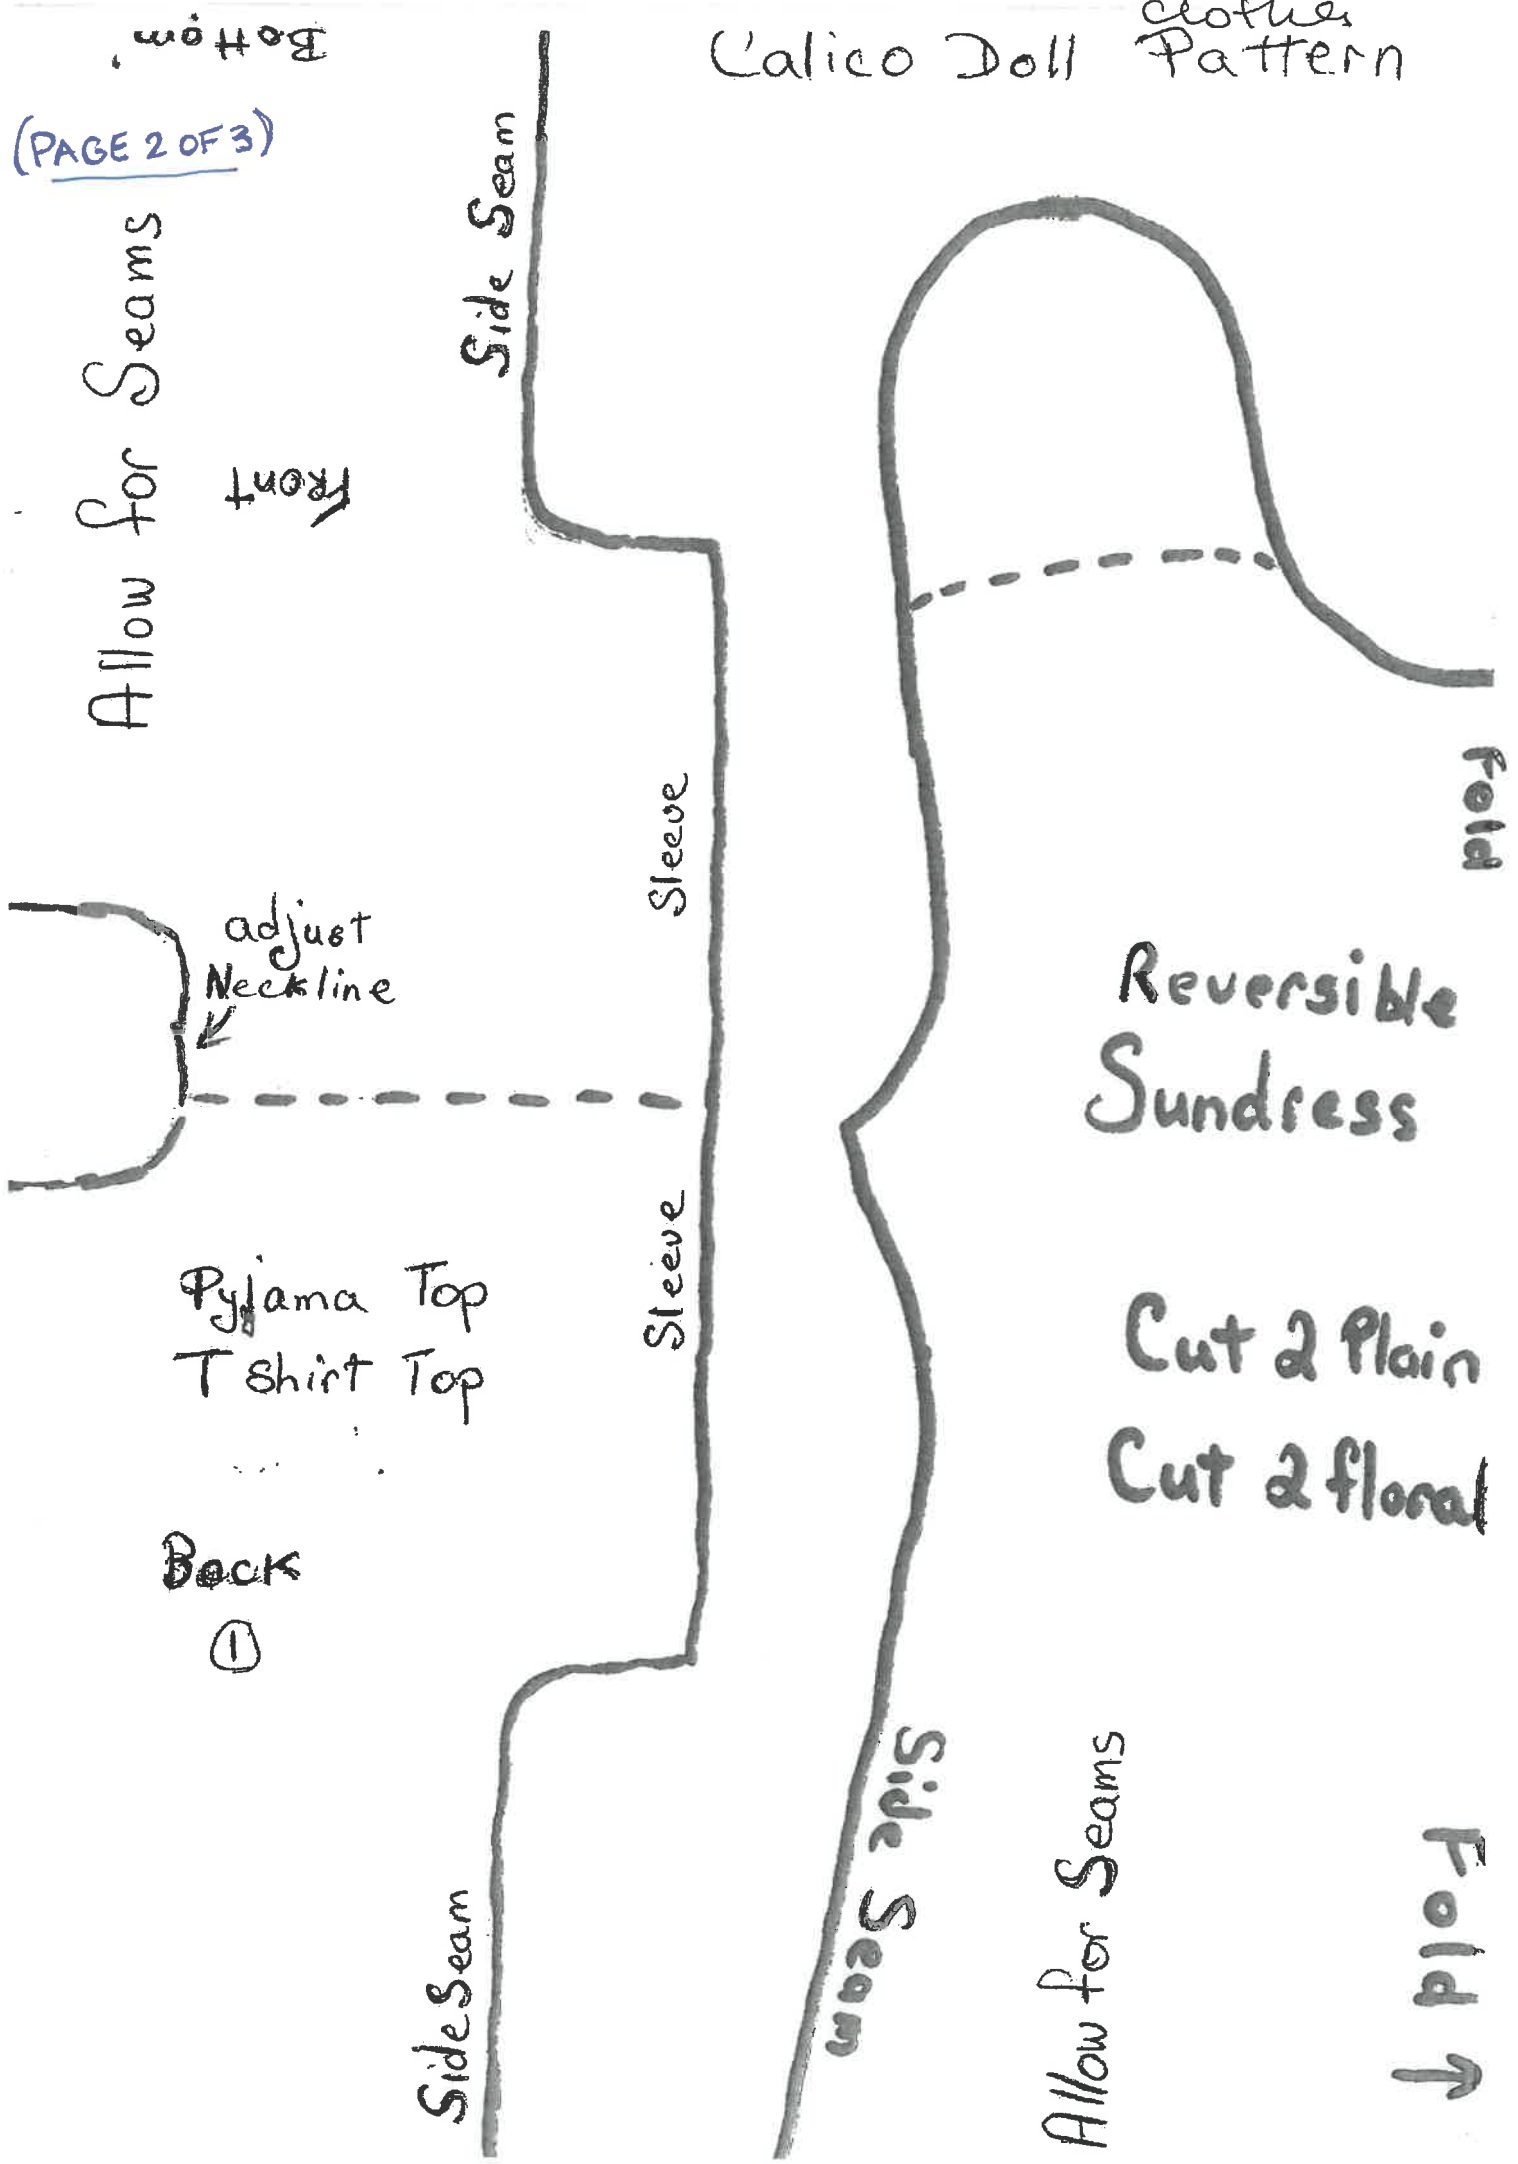 clothes
Calico Doll Pattern
Bottom
(PAGE 2 OF 3)
Side Seam
Allow for Seams
Front
Fold
Sleeve
adjust
Neckline
Reversible
Sundress
Sleeve
Pyjama Top
T Shirt Top
Cut 2 Plain
Cut 2 floral
Back
1
Side Seam
Allow for Seams
Fold
Side Seam